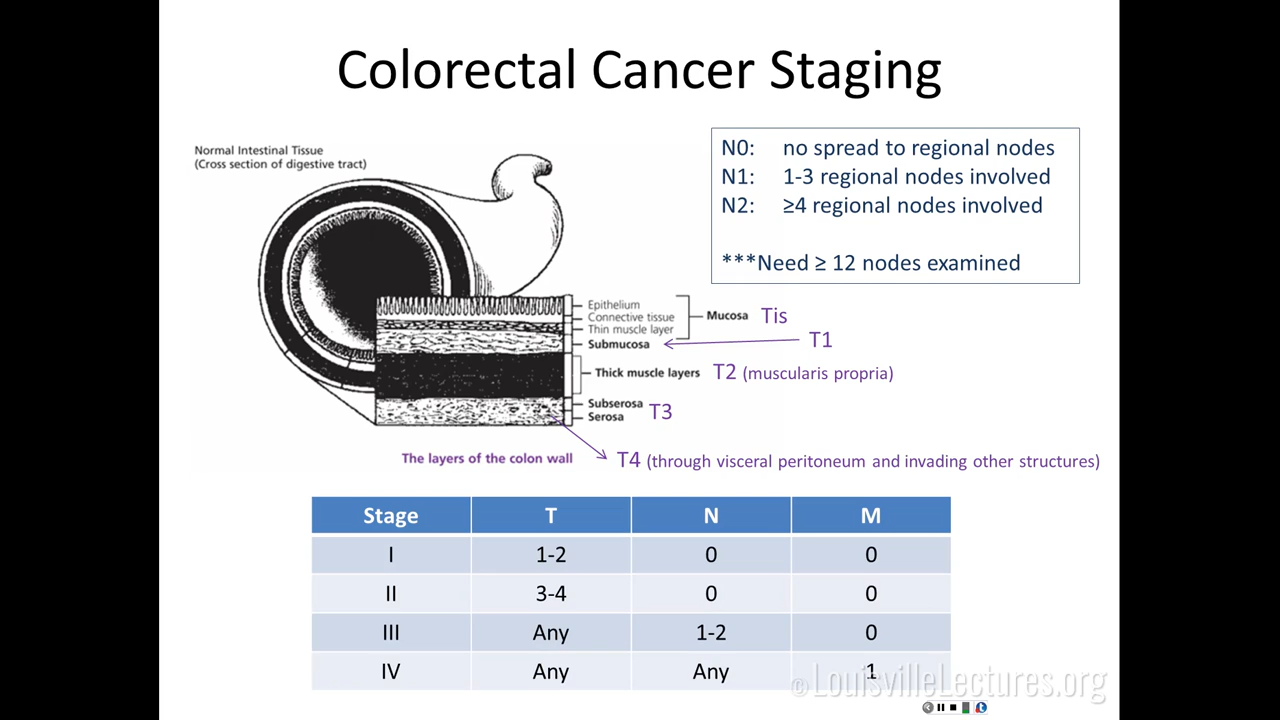 Colorectal Cancer Staging
Normal Intestinal Tissue
(Cross section of digestive tract)
N0: no spread to regional nodes
N1: 1-3 regional nodes involved
N2: ≥4 regional nodes involved
***Need ≥ 12 nodes examined
Epithelium
Connective tissue
Thin muscle layer
Mucosa Tis
Submucosa
T1
Thick muscle layers T2 (muscularis propria)
Subserosa
Serosa
T3
The layers of the colon wall
T4 (through visceral peritoneum and invading other structures)
Stage T N M
I 1-2 0 0
II 3-4 0 0
III Any 1-2 0
IV Any Any 1
©LouisvilleLectures.org